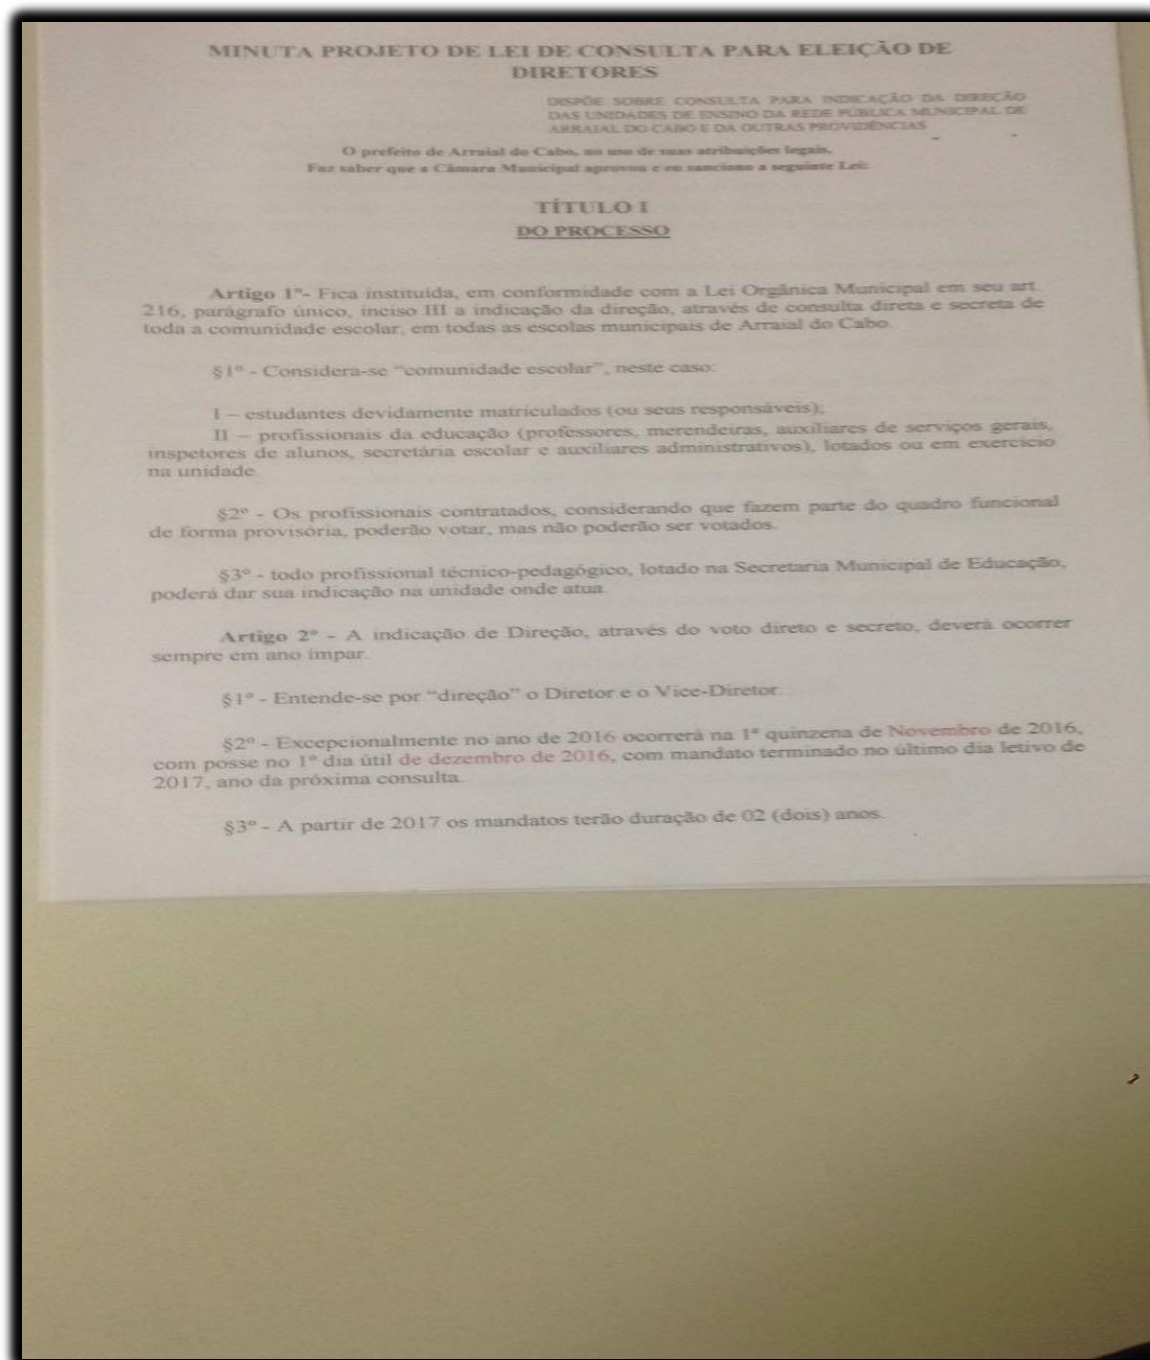 MINUTA PROJETO DE LEI DE CONSULTA PARA ELEIÇÃO DE
DIRETORES
DISPÕE SOBRE CONSULTA PARA INDICAÇÃO DA DIREÇÃO
DAS UNIDADES DE ENSINO DA REDE PÚBLICA MUNICIPAL DE
ARRAIAL DO CABO E DA OUTRAS PROVIDÊNCIAS
O prefeito de Arraial do Cabo, no uso de suas atribuições legais,
Faz saber que a Câmara Municipal aprovou e eu sanciono a seguinte Lei:
TÍTULO I
DO PROCESSO
Artigo 1º- Fica instituída, em conformidade com a Lei Orgânica Municipal em seu art.
216, parágrafo único, inciso III a indicação da direção, através de consulta direta e secreta de
toda a comunidade escolar, em todas as escolas municipais de Arraial do Cabo.
§1º - Considera-se “comunidade escolar”, neste caso:
I – estudantes devidamente matriculados (ou seus responsáveis);
II – profissionais da educação (professores, merendeiras, auxiliares de serviços gerais,
inspetores de alunos, secretária escolar e auxiliares administrativos), lotados ou em exercício
na unidade.
§2º - Os profissionais contratados, considerando que fazem parte do quadro funcional
de forma provisória, poderão votar, mas não poderão ser votados.
§3º - todo profissional técnico-pedagógico, lotado na Secretaria Municipal de Educação,
poderá dar sua indicação na unidade onde atua.
Artigo 2º - A indicação de Direção, através do voto direto e secreto, deverá ocorrer
sempre em ano ímpar.
§1º - Entende-se por “direção” o Diretor e o Vice-Diretor.
§2º - Excepcionalmente no ano de 2016 ocorrerá na 1ª quinzena de Novembro de 2016,
com posse no 1º dia útil de dezembro de 2016, com mandato terminado no último dia letivo de
2017, ano da próxima consulta.
§3º - A partir de 2017 os mandatos terão duração de 02 (dois) anos.